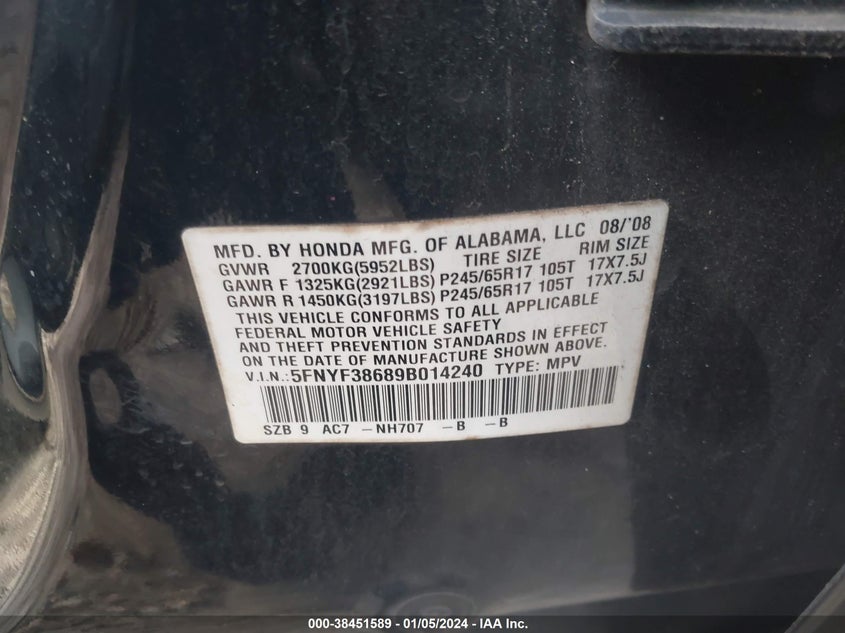 MFD. BY HONDA MFG. OF ALABAMA, LLC 08/'08
GVWR 2700KG(5952LBS) TIRE SIZE RIM SIZE
GAWR F 1325KG(2921LBS) P245/65R17 105T 17X7.5J
GAWR R 1450KG(3197LBS) P245/65R17 105T 17X7.5J
THIS VEHICLE CONFORMS TO ALL APPLICABLE
FEDERAL MOTOR VEHICLE SAFETY
AND THEFT PREVENTION STANDARDS IN EFFECT
ON THE DATE OF MANUFACTURE SHOWN ABOVE.
V.I.N.:5FNYF38689B014240 TYPE: MPV
SZB 9 AC7 -NH707 -B -B
000-38451589 - 01/05/2024 - IAA Inc.